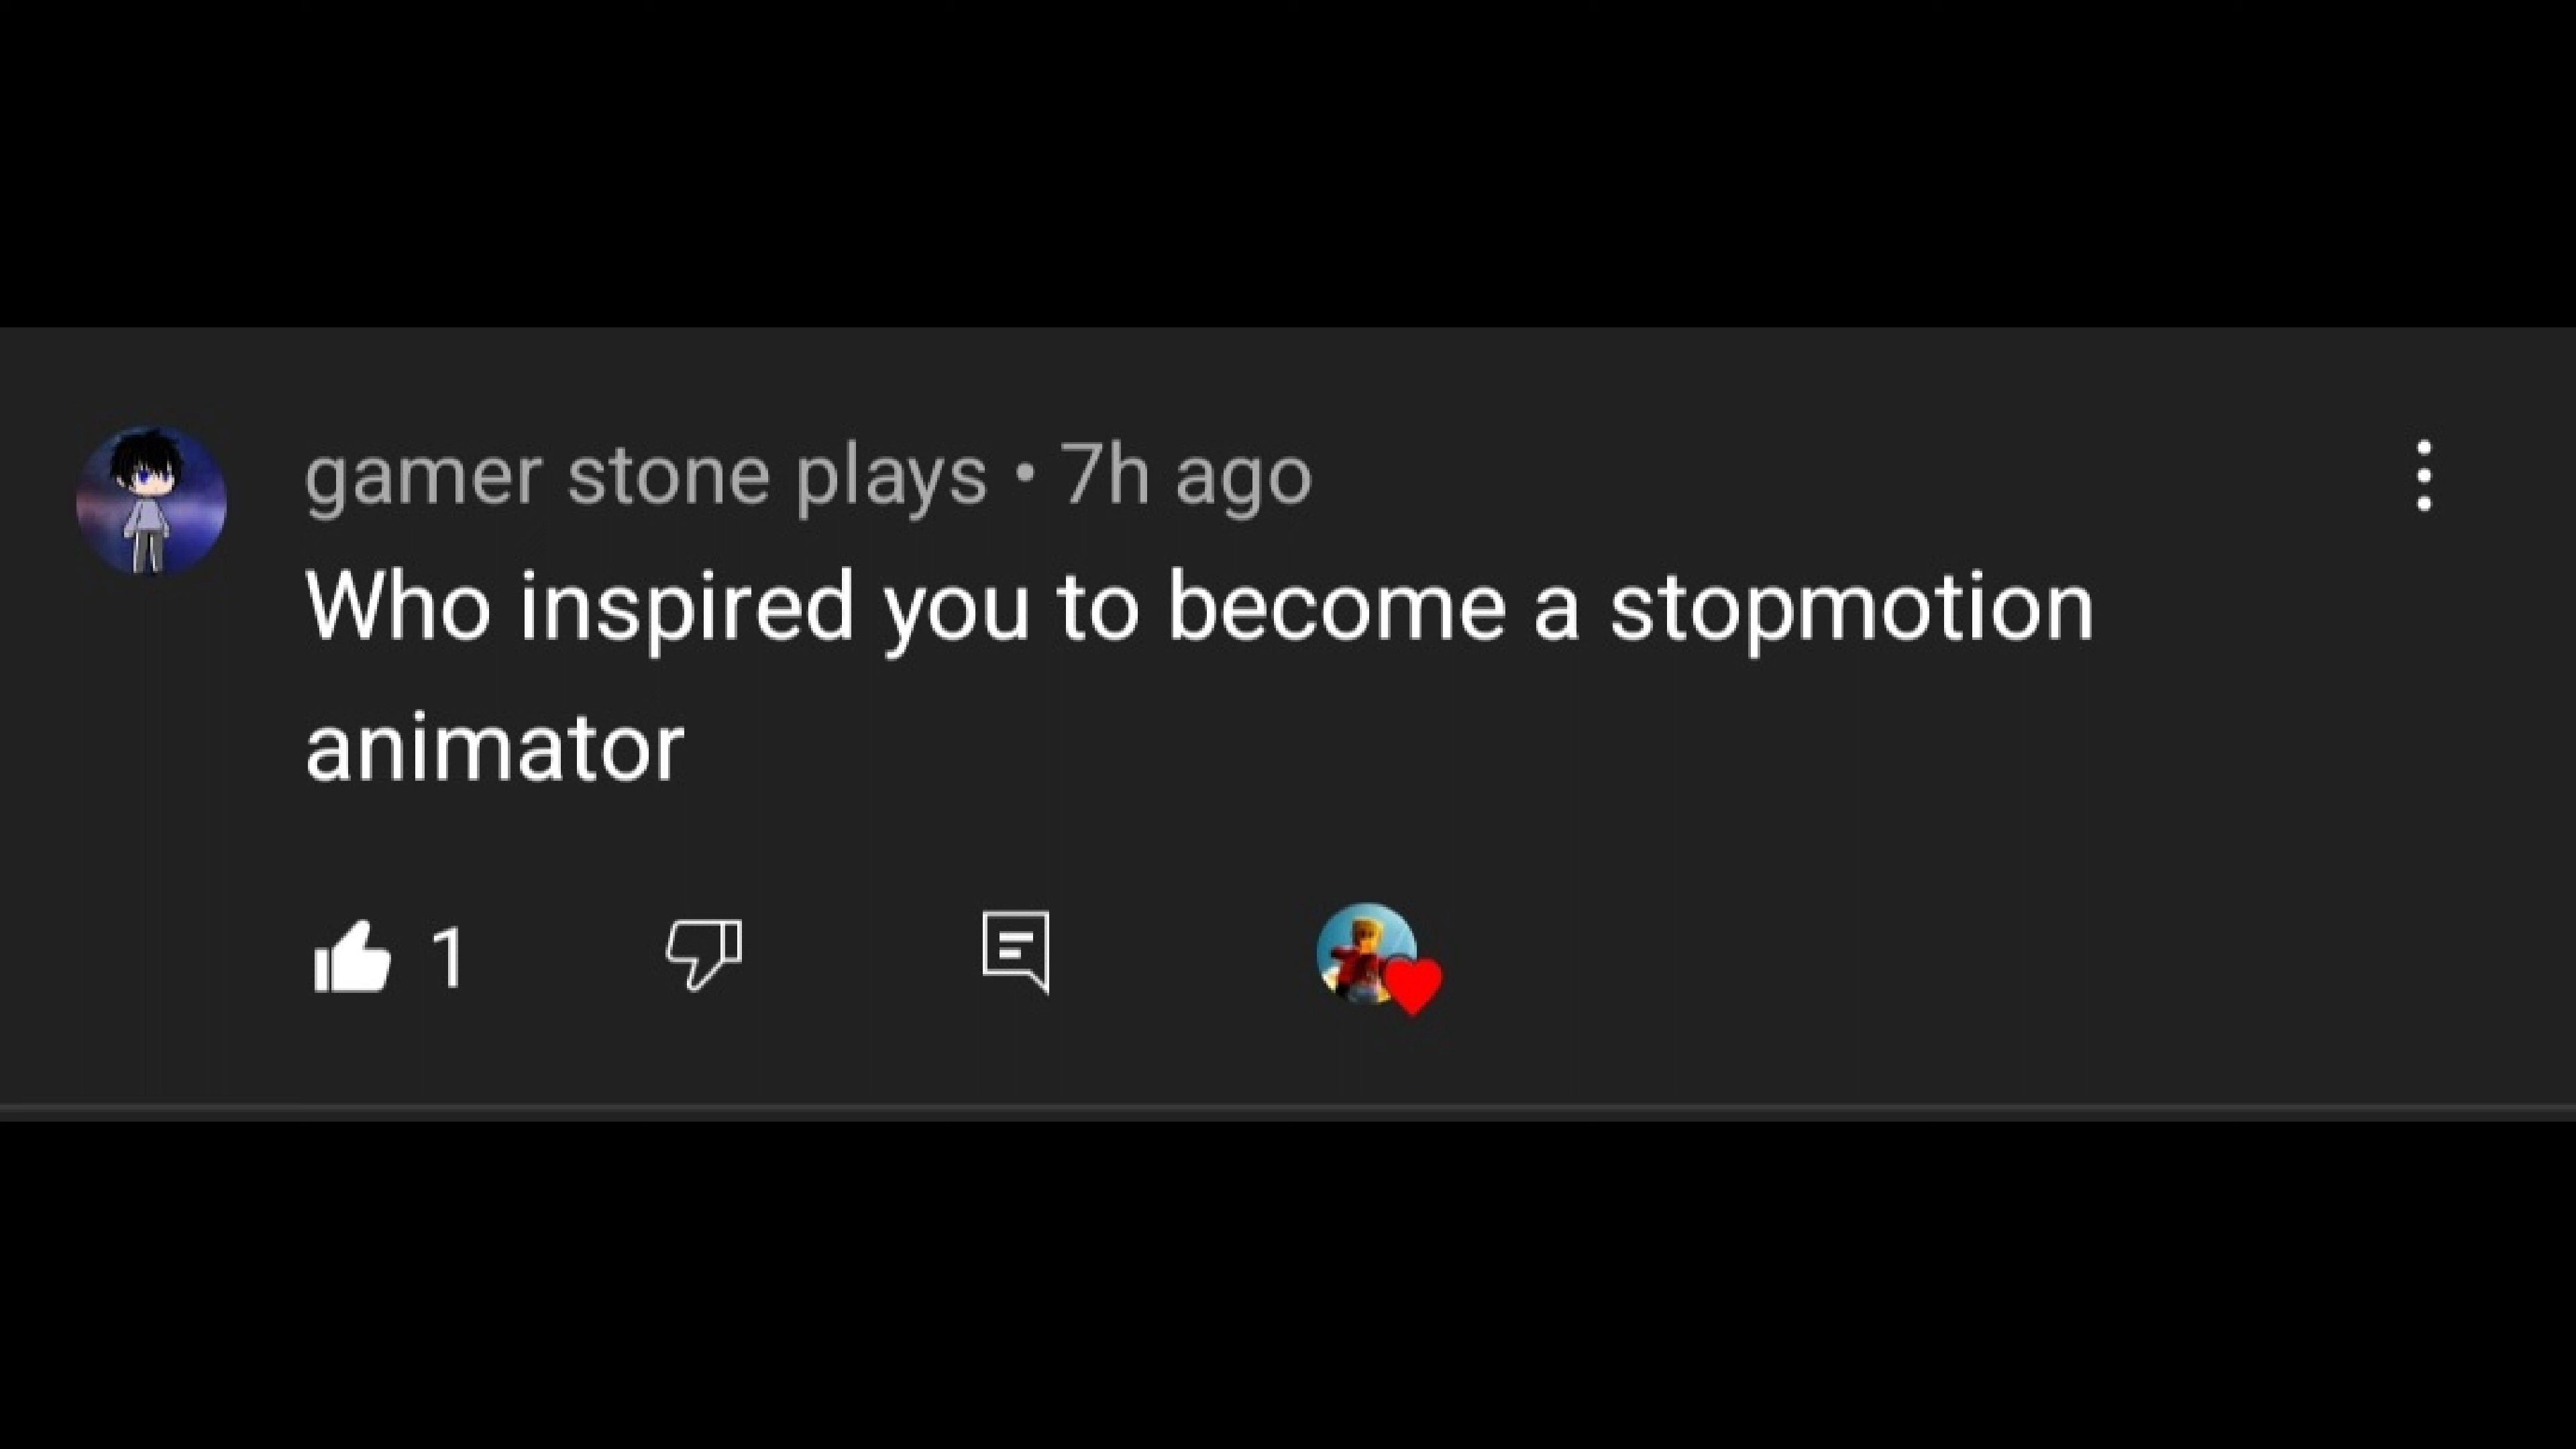 gamer stone plays • 7h ago
Who inspired you to become a stopmotion
animator
1